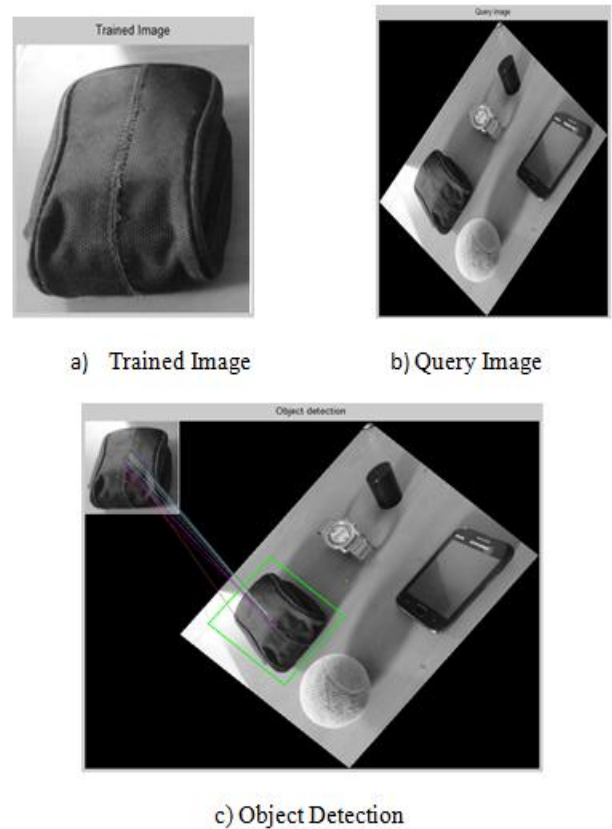 Trained Image
Query Image
a) Trained Image
b) Query Image
Object detection
c) Object Detection